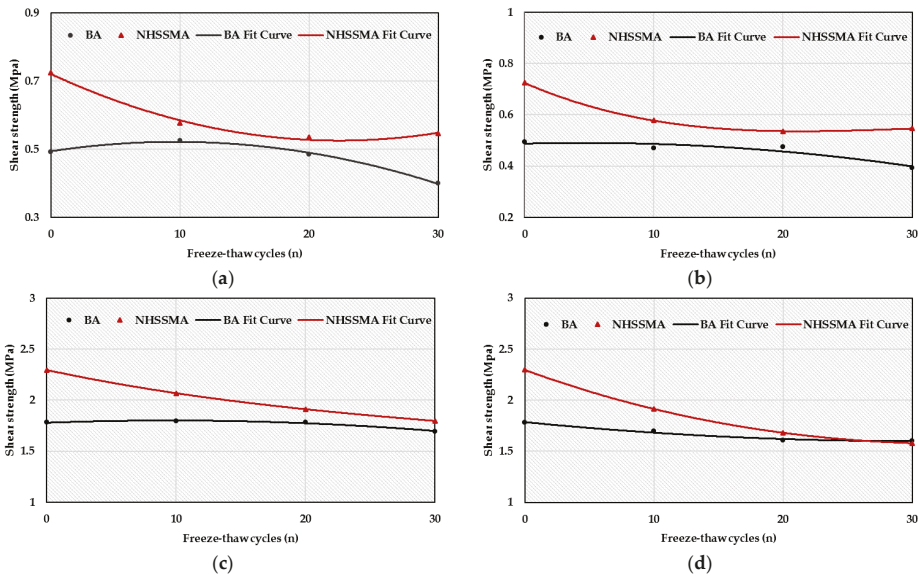 0.9
BA NHSSMA BA Fit Curve NHSSMA Fit Curve
0.7
0.5
0.3
0 10 20 30
Shear strength (Mpa)
Freeze-thaw cycles (n)
(a)
1
BA NHSSMA BA Fit Curve NHSSMA Fit Curve
0.8
0.6
0.4
0.2
0 10 20 30
Shear strength (MPa)
Freeze-thaw cycles (n)
(b)
3
BA NHSSMA BA Fit Curve NHSSMA Fit Curve
2.5
2
1.5
1
0 10 20 30
Shear strength (MPa)
Freeze-thaw cycles (n)
(c)
3
BA NHSSMA BA Fit Curve NHSSMA Fit Curve
2.5
2
1.5
1
0 10 20 30
Shear strength (MPa)
Freeze-thaw cycles (n)
(d)